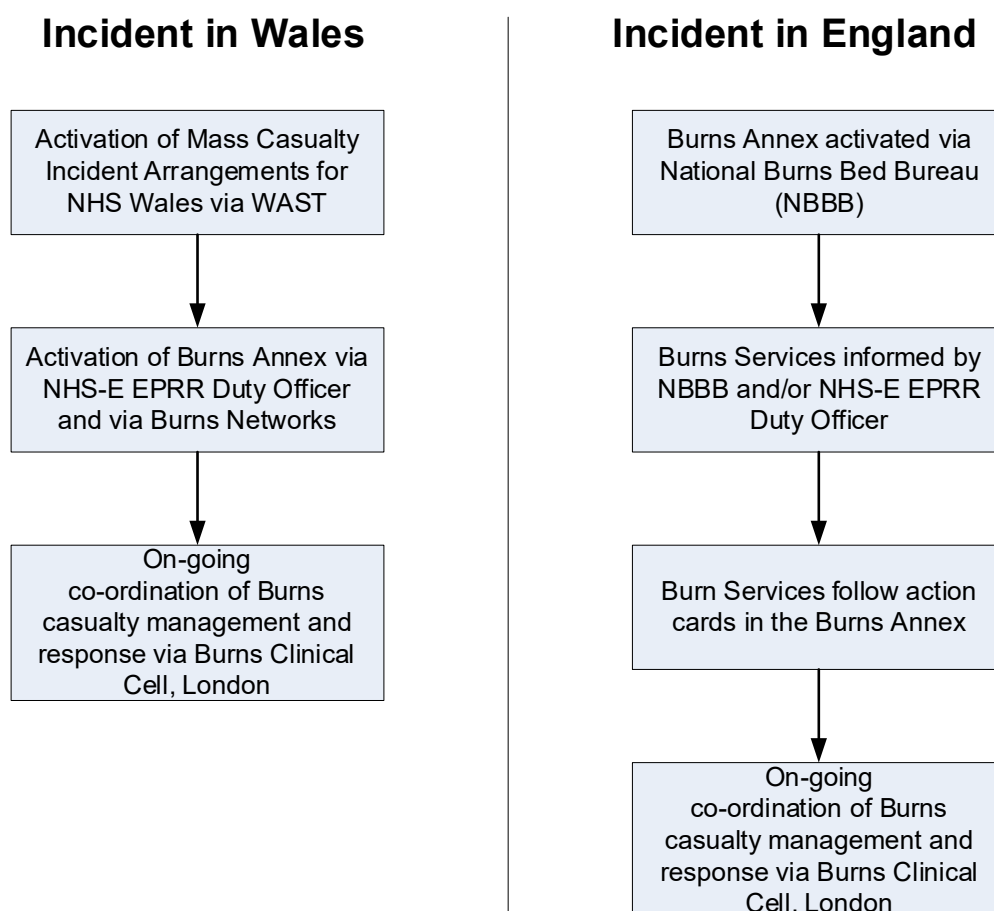 Incident in Wales
Activation of Mass Casualty
Incident Arrangements for
NHS Wales via WAST
Activation of Burns Annex via
NHS-E EPRR Duty Officer
and via Burns Networks
On-going
co-ordination of Burns
casualty management and
response via Burns Clinical
Cell, London
Incident in England
Burns Annex activated via
National Burns Bed Bureau
(NBBB)
Burns Services informed by
NBBB and/or NHS-E EPRR
Duty Officer
Burn Services follow action
cards in the Burns Annex
On-going
co-ordination of Burns
casualty management and
response via Burns Clinical
Cell, London